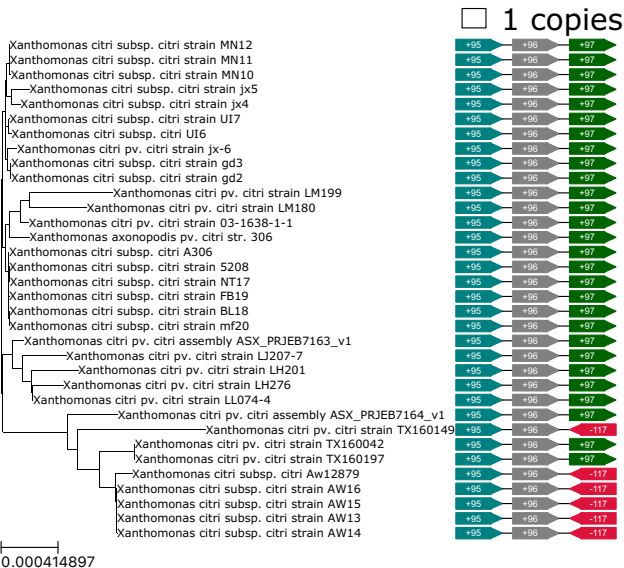 1 copies
Xanthomonas citri subsp. citri strain MN12 +95 +96 +97
Xanthomonas citri subsp. citri strain MN11 +95 +96 +97
Xanthomonas citri subsp. citri strain MN10 +95 +96 +97
Xanthomonas citri subsp. citri strain jx5 +95 +96 +97
Xanthomonas citri subsp. citri strain jx4 +95 +96 +97
Xanthomonas citri subsp. citri strain UI7 +95 +96 +97
Xanthomonas citri subsp. citri UI6 +95 +96 +97
Xanthomonas citri pv. citri strain jx-6 +95 +96 +97
Xanthomonas citri subsp. citri strain gd3 +95 +96 +97
Xanthomonas citri subsp. citri strain gd2 +95 +96 +97
Xanthomonas citri pv. citri strain LM199 +95 +96 +97
Xanthomonas citri pv. citri strain LM180 +95 +96 +97
Xanthomonas citri pv. citri strain 03-1638-1-1 +95 +96 +97
Xanthomonas axonopodis pv. citri str. 306 +95 +96 +97
Xanthomonas citri subsp. citri A306 +95 +96 +97
Xanthomonas citri subsp. citri strain 5208 +95 +96 +97
Xanthomonas citri subsp. citri strain NT17 +95 +96 +97
Xanthomonas citri subsp. citri strain FB19 +95 +96 +97
Xanthomonas citri subsp. citri strain BL18 +95 +96 +97
Xanthomonas citri subsp. citri strain mf20 +95 +96 +97
Xanthomonas citri pv. citri assembly ASX_PRJEB7163_v1 +95 +96 +97
Xanthomonas citri pv. citri strain LJ207-7 +95 +96 +97
Xanthomonas citri pv. citri strain LH201 +95 +96 +97
Xanthomonas citri pv. citri strain LH276 +95 +96 +97
Xanthomonas citri pv. citri strain LL074-4 +95 +96 +97
Xanthomonas citri pv. citri assembly ASX_PRJEB7164_v1 +95 +96 +97
Xanthomonas citri pv. citri strain TX160149 +95 +96 -117
Xanthomonas citri pv. citri strain TX160042 +95 +96 +97
Xanthomonas citri pv. citri strain TX160197 +95 +96 +97
Xanthomonas citri subsp. citri Aw12879 +95 +96 -117
Xanthomonas citri subsp. citri strain AW16 +95 +96 -117
Xanthomonas citri subsp. citri strain AW15 +95 +96 -117
Xanthomonas citri subsp. citri strain AW13 +95 +96 -117
Xanthomonas citri subsp. citri strain AW14 +95 +96 -117
0.000414897